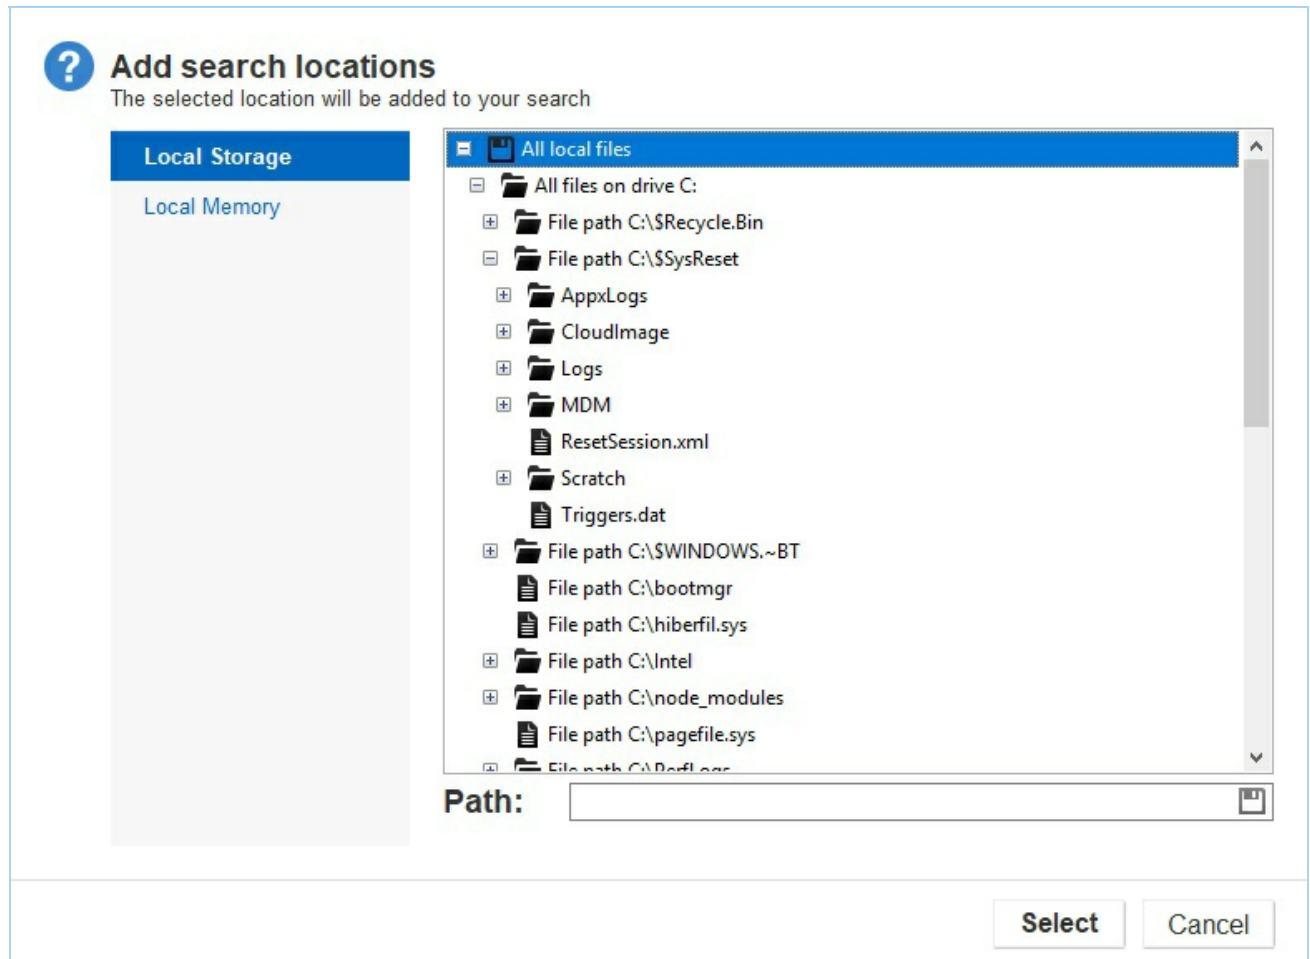 ?
Add search locations
The selected location will be added to your search
Local Storage
Local Memory
All local files
All files on drive C:
File path C:\$Recycle.Bin
File path C:\$SysReset
AppxLogs
CloudImage
Logs
MDM
ResetSession.xml
Scratch
Triggers.dat
File path C:\$WINDOWS.~BT
File path C:\bootmgr
File path C:\hiberfil.sys
File path C:\Intel
File path C:\node_modules
File path C:\pagefile.sys
File path C:\PerfLogs
Path:
Select
Cancel